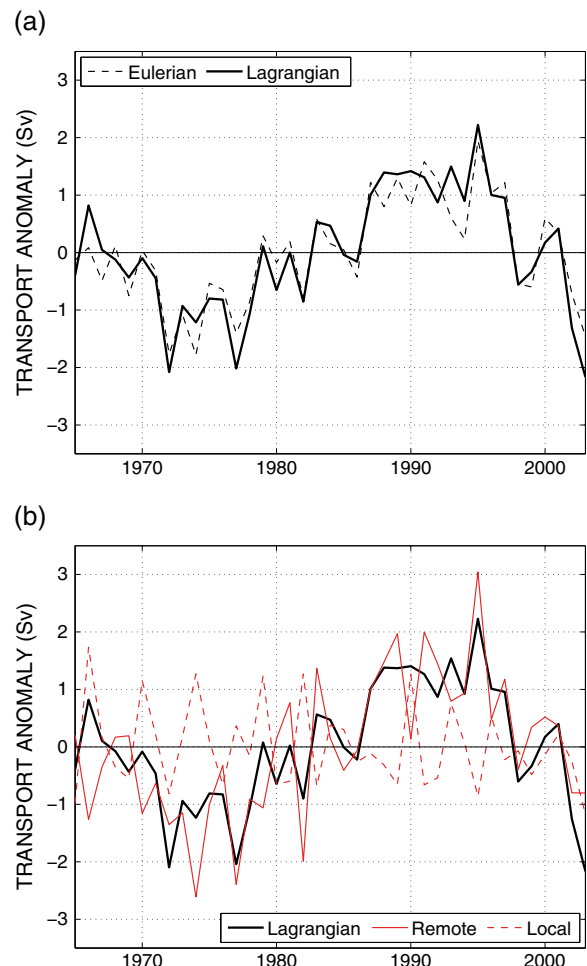 (a)
3
Eulerian Lagrangian
2
1
0
−1
−2
−3
TRANSPORT ANOMALY (Sv)
1970 1980 1990 2000
(b)
3
2
1
0
−1
−2
−3
TRANSPORT ANOMALY (Sv)
Lagrangian Remote Local
1970 1980 1990 2000